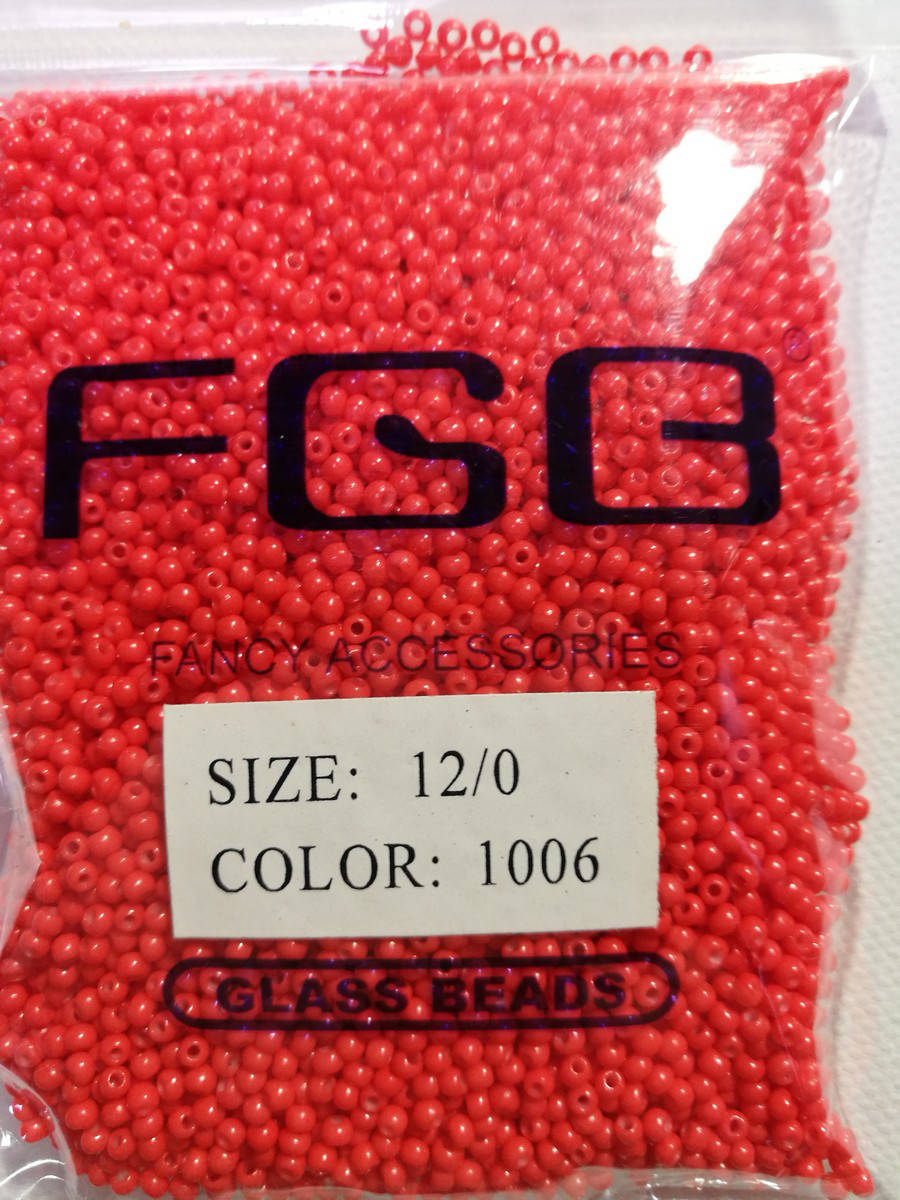 FGB®
FANCY ACCESSORIES
SIZE: 12/0
COLOR: 1006
GLASS BEADS